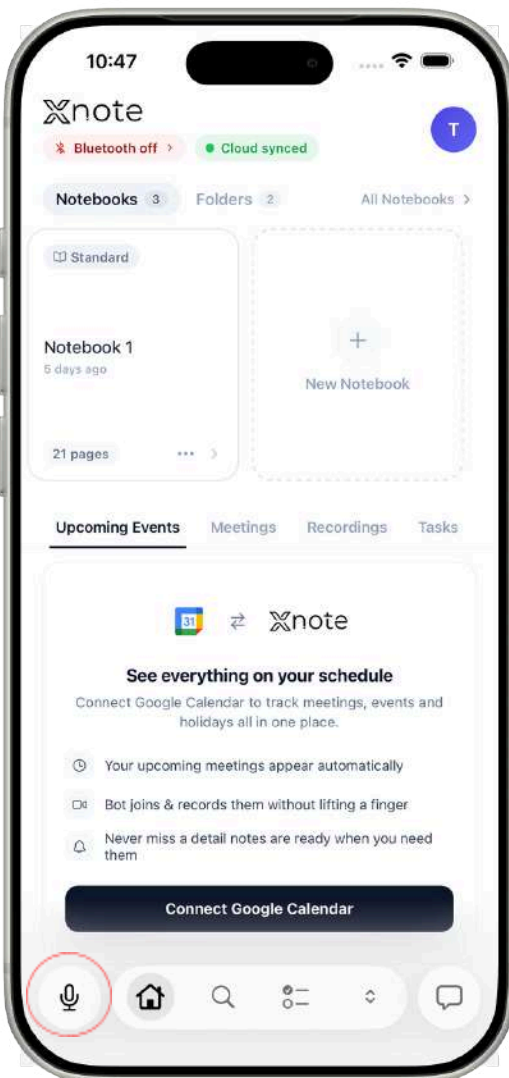 10:47
Xnote
Bluetooth off
Cloud synced
T
Notebooks 3
Folders 2
All Notebooks
Standard
Notebook 1
5 days ago
21 pages
New Notebook
Upcoming Events
Meetings
Recordings
Tasks
31
Xnote
See everything on your schedule
Connect Google Calendar to track meetings, events and
holidays all in one place.
Your upcoming meetings appear automatically
Bot joins & records them without lifting a finger
Never miss a detail notes are ready when you need
them
Connect Google Calendar